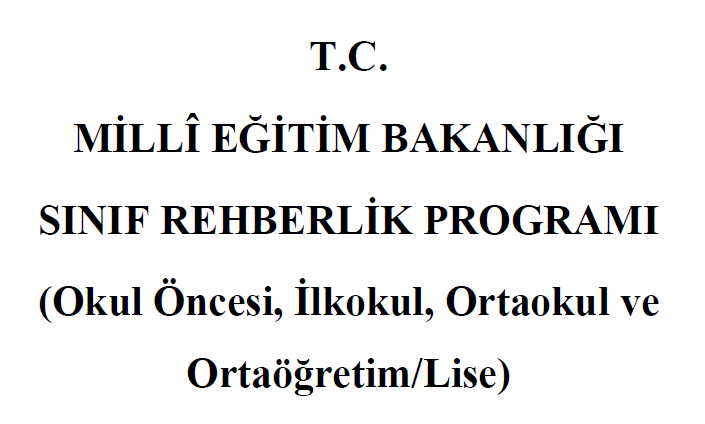 T.C.
MİLLÎ EĞİTİM BAKANLIĞI
SINIF REHBERLİK PROGRAMI
(Okul Öncesi, İlkokul, Ortaokul ve
Ortaöğretim/Lise)